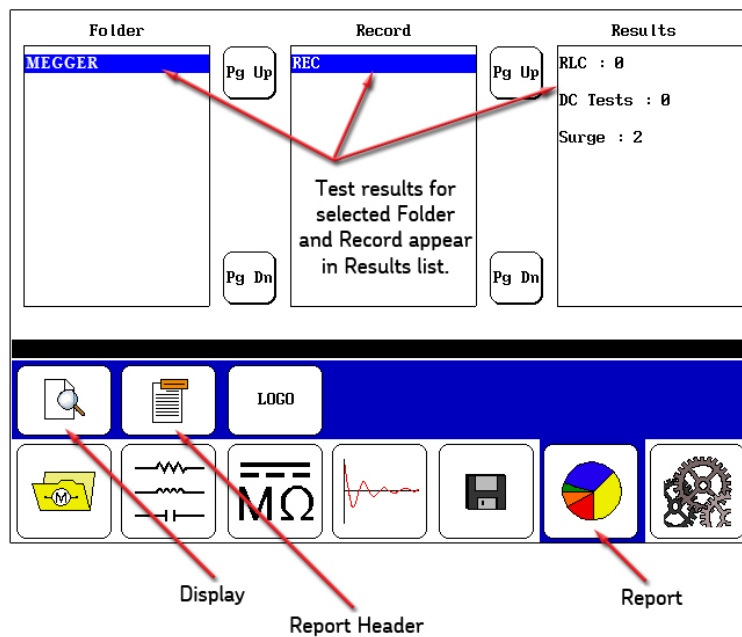 Folder
Record
Results
MEGGER
Pg Up
REC
Pg Up
RLC : 0
DC Tests : 0
Surge : 2
Test results for
selected Folder
and Record appear
in Results list.
Pg Dn
Pg Dn
LOGO
M
MΩ
Display
Report Header
Report